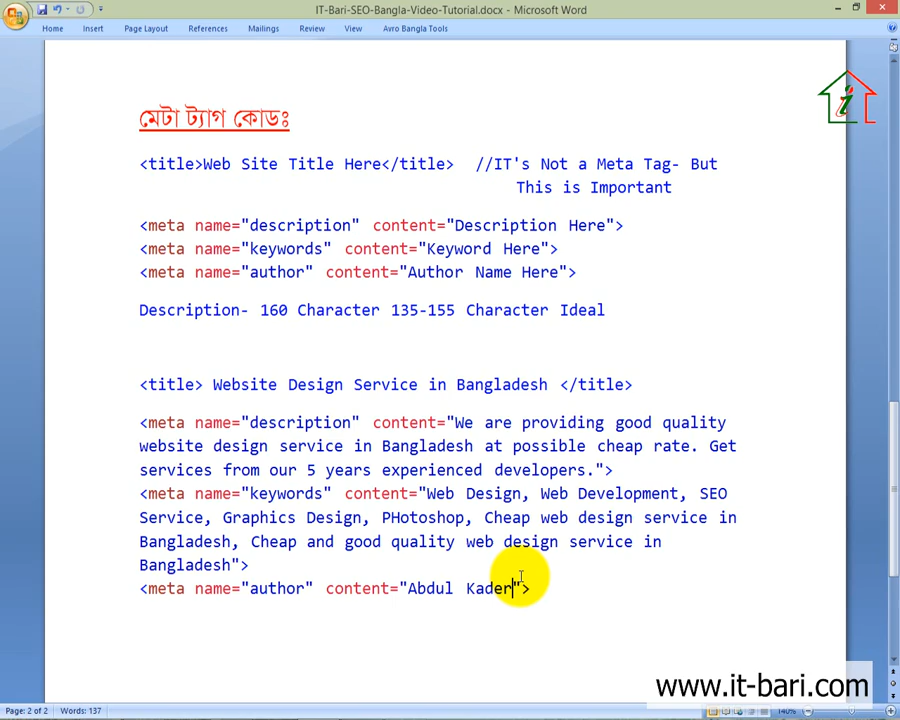 IT-Bari-SEO-Bangla-Video-Tutorial.docx - Microsoft Word
Home Insert Page Layout References Mailings Review View Avro Bangla Tools
মেটা ট্যাগ কোডঃ
<title>Web Site Title Here</title> //IT's Not a Meta Tag- But
This is Important
<meta name="description" content="Description Here">
<meta name="keywords" content="Keyword Here">
<meta name="author" content="Author Name Here">
Description- 160 Character 135-155 Character Ideal
<title> Website Design Service in Bangladesh </title>
<meta name="description" content="We are providing good quality
website design service in Bangladesh at possible cheap rate. Get
services from our 5 years experienced developers.">
<meta name="keywords" content="Web Design, Web Development, SEO
Service, Graphics Design, PHotoshop, Cheap web design service in
Bangladesh, Cheap and good quality web design service in
Bangladesh">
<meta name="author" content="Abdul Kader">
www.it-bari.com
Page: 2 of 2 Words: 137 140%